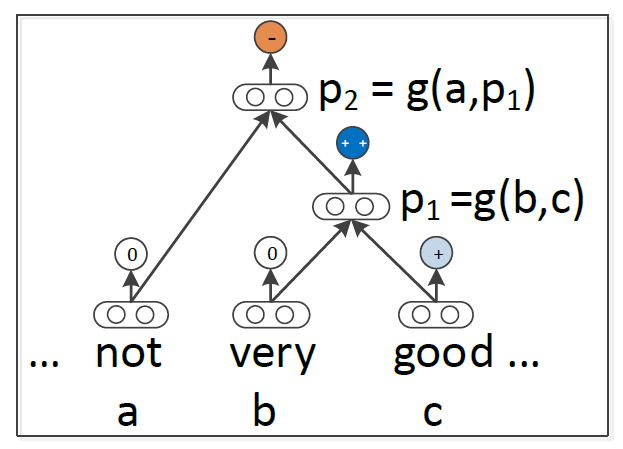 -
p₂ = g(a,p₁)
+ +
p₁ =g(b,c)
0 0 +
... not very good ...
a b c